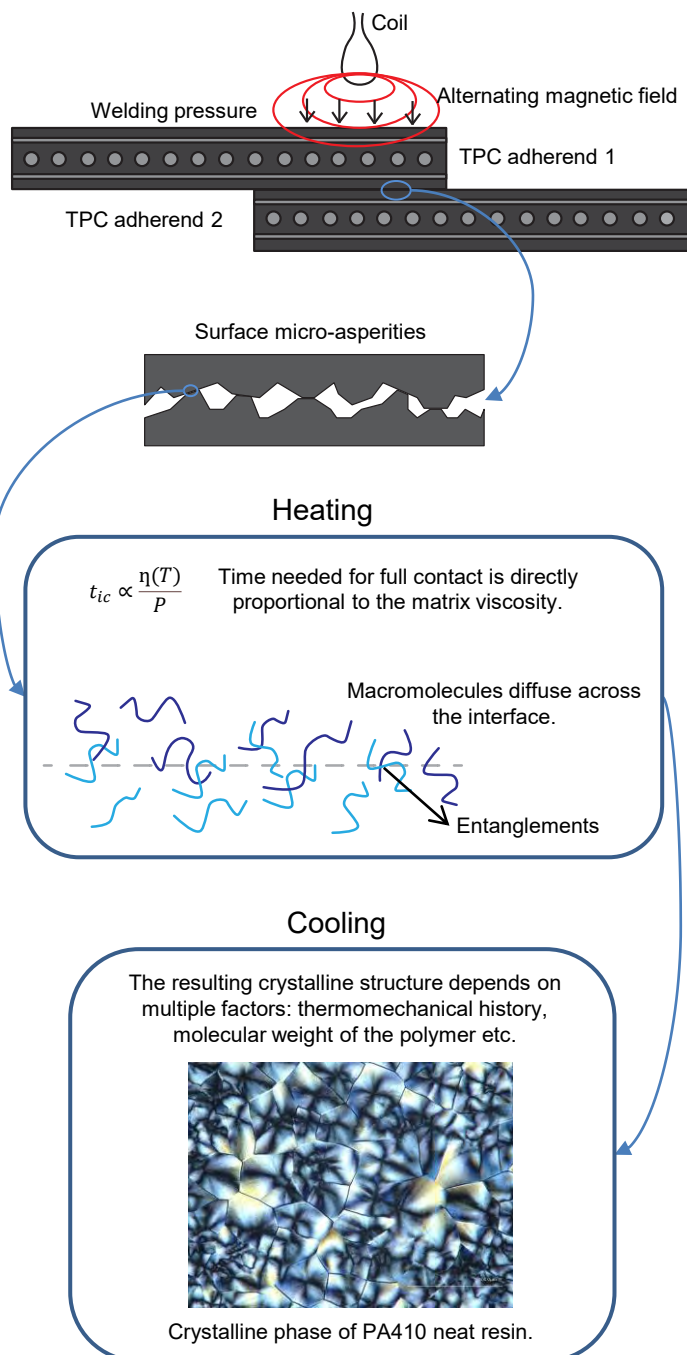 Coil
Welding pressure
Alternating magnetic field
TPC adherend 1
TPC adherend 2
Surface micro-asperities
Heating
t_{ic} ∝ η(T)/P
Time needed for full contact is directly
proportional to the matrix viscosity.
Macromolecules diffuse across
the interface.
Entanglements
Cooling
The resulting crystalline structure depends on
multiple factors: thermomechanical history,
molecular weight of the polymer etc.
Crystalline phase of PA410 neat resin.